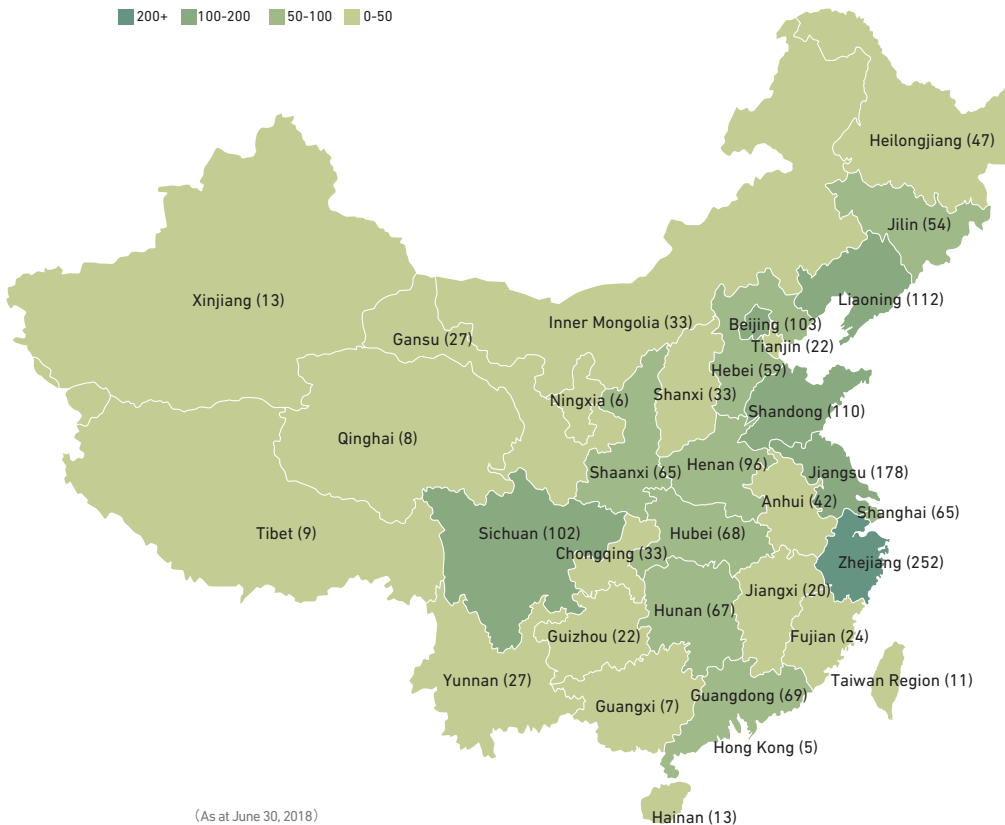 200+ 100-200 50-100 0-50
Heilongjiang (47)
Jilin (54)
Xinjiang (13)
Liaoning (112)
Inner Mongolia (33)
Beijing (103)
Gansu (27)
Tianjin (22)
Hebei (59)
Ningxia (6)
Shanxi (33)
Shandong (110)
Qinghai (8)
Henan (96)
Shaanxi (65)
Jiangsu (178)
Anhui (42)
Shanghai (65)
Tibet (9)
Sichuan (102)
Hubei (68)
Chongqing (33)
Zhejiang (252)
Jiangxi (20)
Hunan (67)
Guizhou (22)
Fujian (24)
Yunnan (27)
Taiwan Region (11)
Guangdong (69)
Guangxi (7)
Hong Kong (5)
(As at June 30, 2018)
Hainan (13)